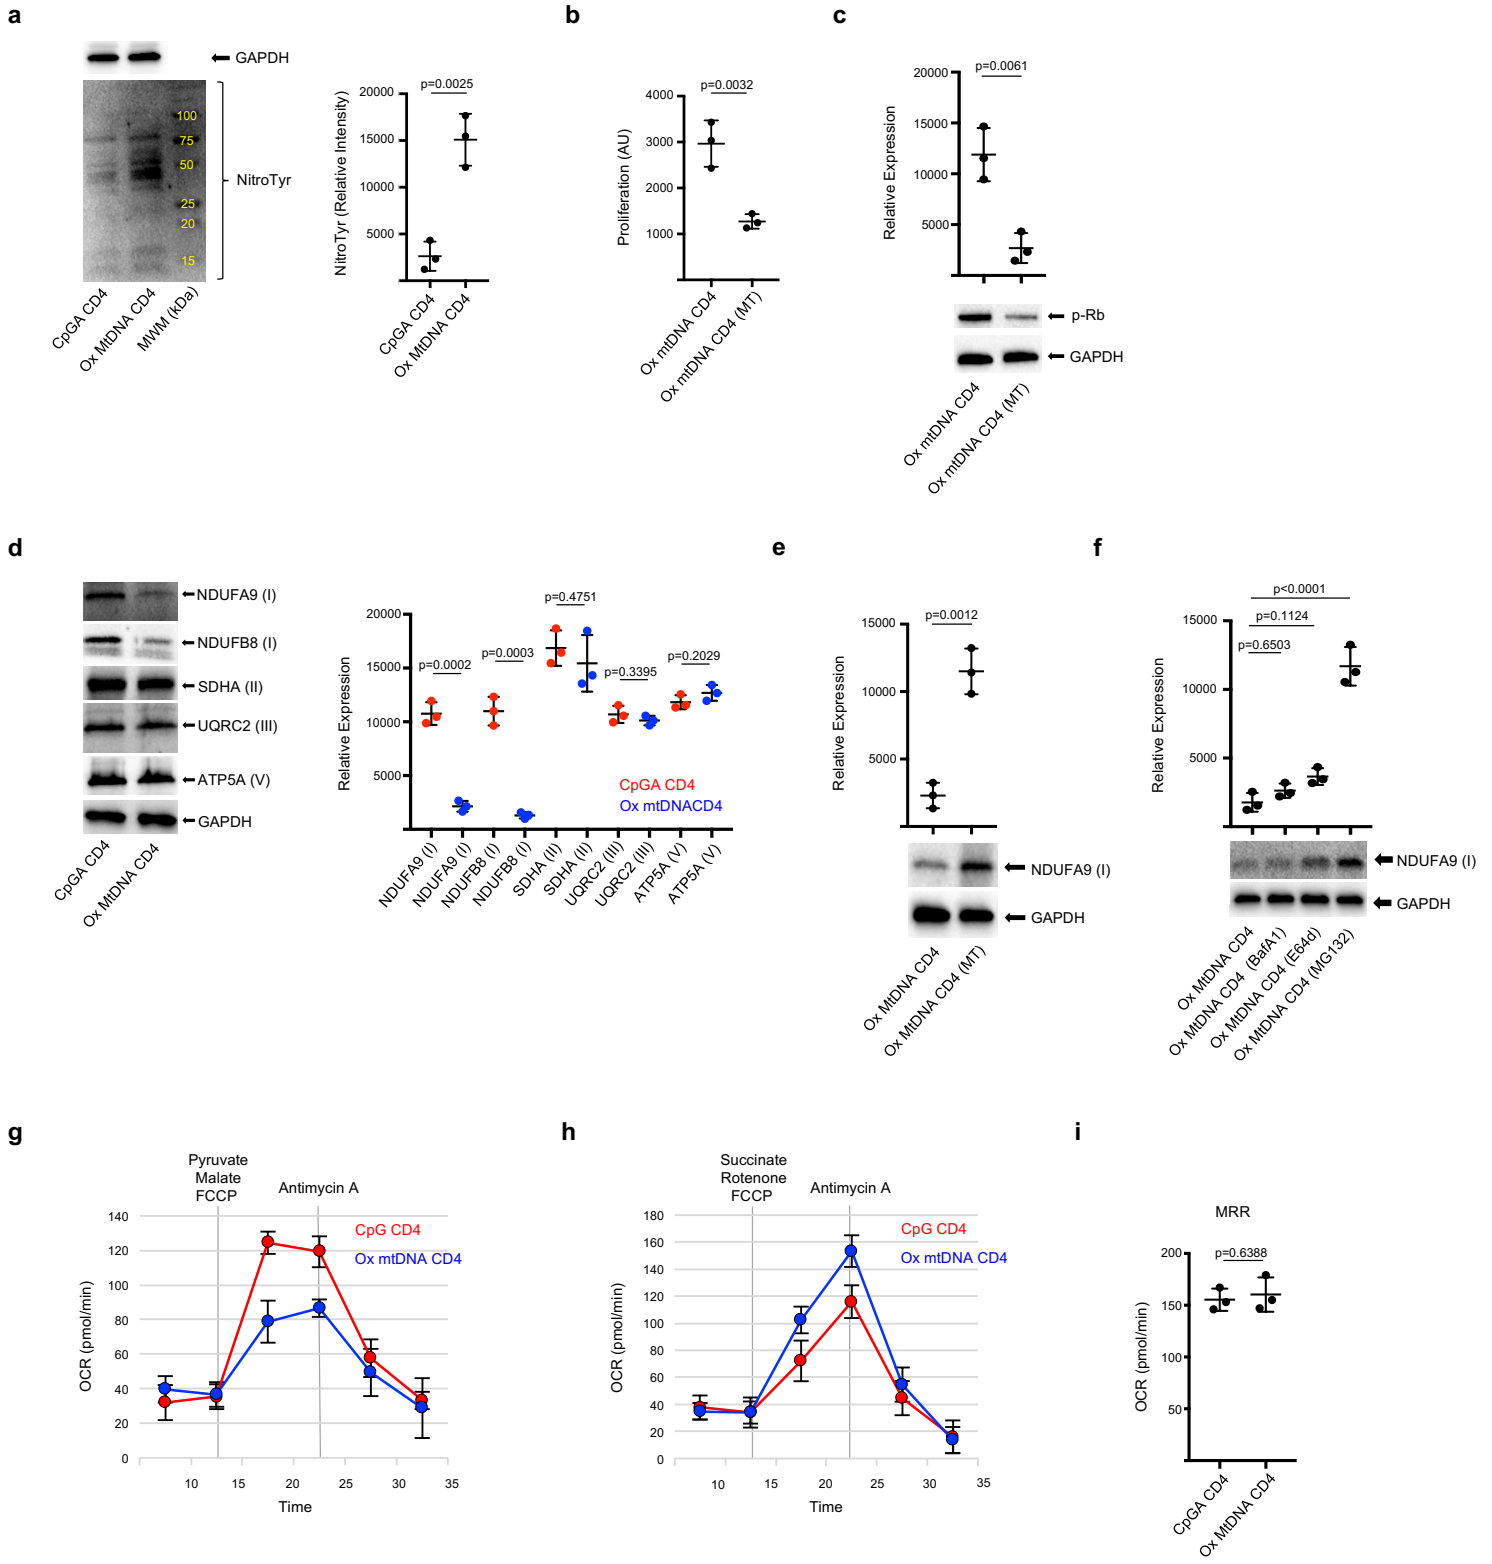 a
GAPDH
100
75
50
25
20
15
NitroTyr
CpGA CD4
Ox MtDNA CD4
MWM (kDa)
NitroTyr (Relative Intensity)
p=0.0025
20000
15000
10000
5000
CpGA CD4
Ox MtDNA CD4
b
Proliferation (AU)
p=0.0032
4000
3000
2000
1000
Ox mtDNA CD4
Ox mtDNA CD4 (MT)
c
Relative Expression
p=0.0061
20000
15000
10000
5000
p-Rb
GAPDH
Ox mtDNA CD4
Ox mtDNA CD4 (MT)
d
NDUFA9 (I)
NDUFB8 (I)
SDHA (II)
UQRC2 (III)
ATP5A (V)
GAPDH
CpGA CD4
Ox MtDNA CD4
Relative Expression
20000
15000
10000
5000
p=0.0002
p=0.0003
p=0.4751
p=0.3395
p=0.2029
CpGA CD4
Ox mtDNACD4
NDUFA9 (I)
NDUFA9 (I)
NDUFB8 (I)
NDUFB8 (I)
SDHA (II)
SDHA (II)
UQRC2 (III)
UQRC2 (III)
ATP5A (V)
ATP5A (V)
e
Relative Expression
p=0.0012
15000
10000
5000
NDUFA9 (I)
GAPDH
Ox MtDNA CD4
Ox MtDNA CD4 (MT)
f
Relative Expression
p<0.0001
p=0.1124
p=0.6503
15000
10000
5000
NDUFA9 (I)
GAPDH
Ox MtDNA CD4
Ox MtDNA CD4 (BafA1)
Ox MtDNA CD4 (E64d)
Ox MtDNA CD4 (MG132)
g
Pyruvate
Malate
FCCP
Antimycin A
CpG CD4
Ox mtDNA CD4
OCR (pmol/min)
140
120
100
80
60
40
20
0
10
15
20
25
30
35
Time
h
Succinate
Rotenone
FCCP
Antimycin A
CpG CD4
Ox mtDNA CD4
OCR (pmol/min)
180
160
140
120
100
80
60
40
20
0
10
15
20
25
30
35
Time
i
MRR
p=0.6388
OCR (pmol/min)
200
150
100
50
CpGA CD4
Ox MtDNA CD4